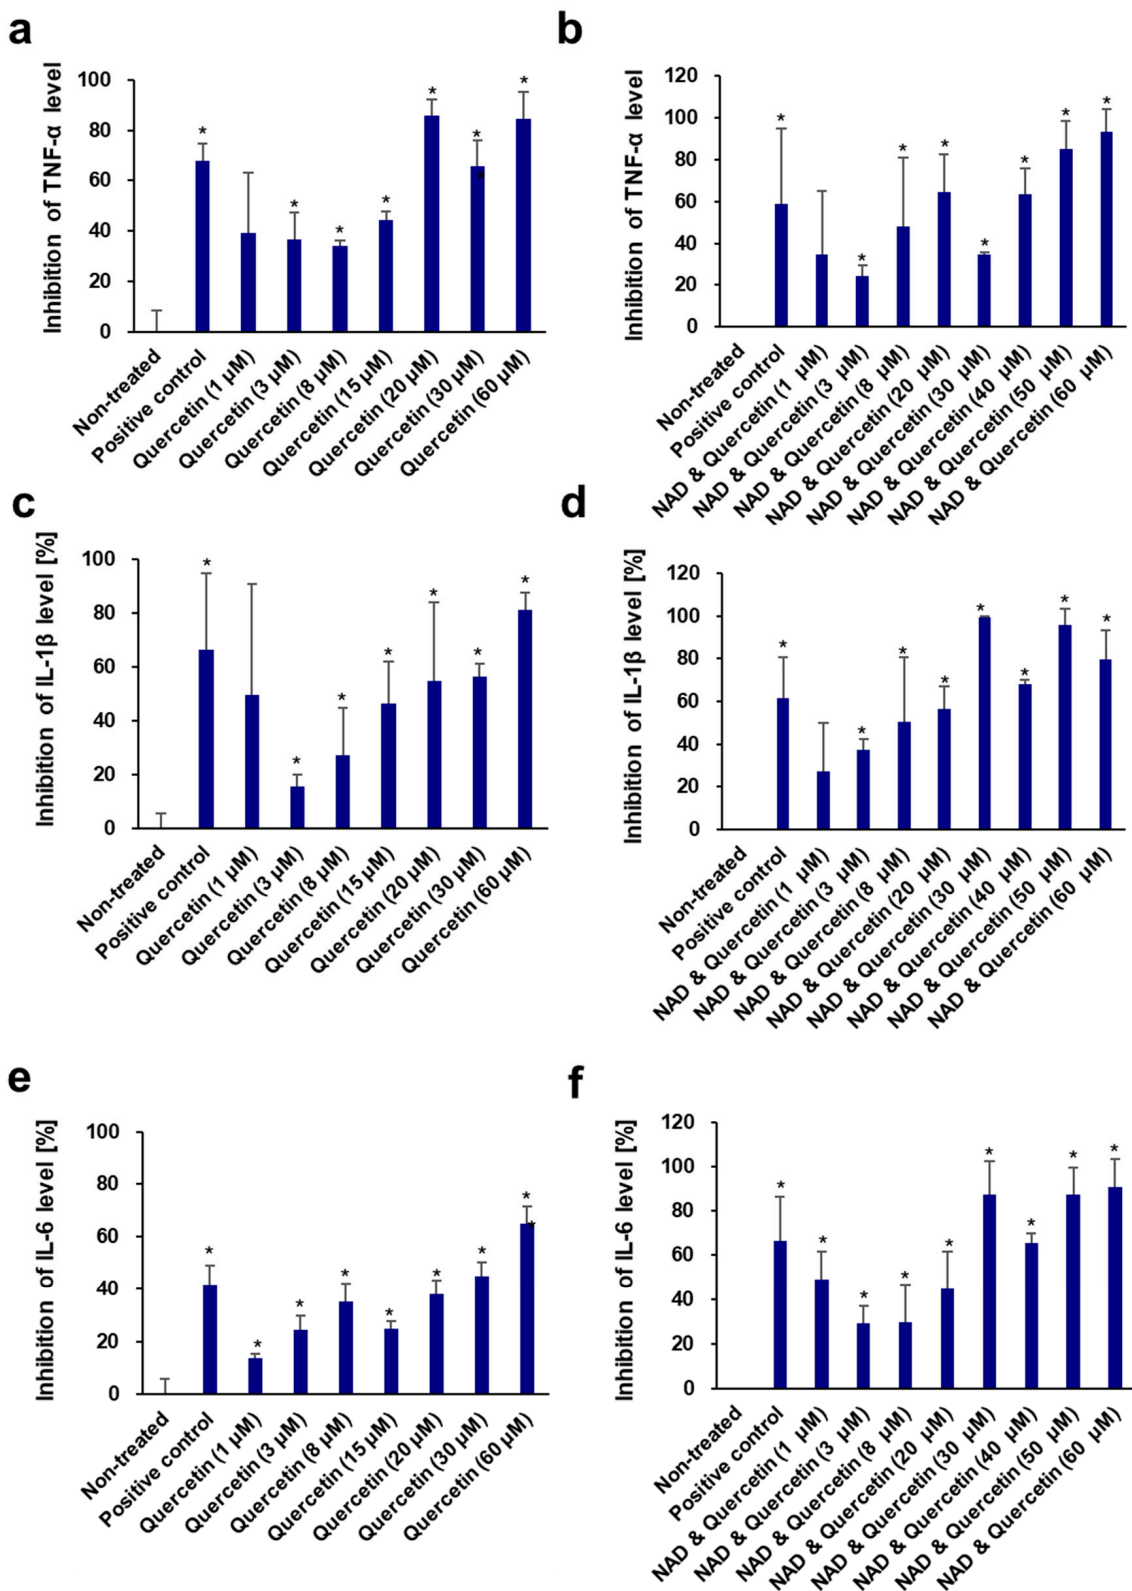 a
Inhibition of TNF-α level
100
80
60
40
20
0
* * * * * * *
Non-treated
Positive control
Quercetin (1 µM)
Quercetin (3 µM)
Quercetin (8 µM)
Quercetin (15 µM)
Quercetin (20 µM)
Quercetin (30 µM)
Quercetin (60 µM)
b
Inhibition of TNF-α level
120
100
80
60
40
20
0
* * * * * * * *
Non-treated
Positive control
NAD & Quercetin (1 µM)
NAD & Quercetin (3 µM)
NAD & Quercetin (8 µM)
NAD & Quercetin (20 µM)
NAD & Quercetin (30 µM)
NAD & Quercetin (40 µM)
NAD & Quercetin (50 µM)
NAD & Quercetin (60 µM)
c
Inhibition of IL-1β level [%]
100
80
60
40
20
0
* * * * * * *
Non-treated
Positive control
Quercetin (1 µM)
Quercetin (3 µM)
Quercetin (8 µM)
Quercetin (15 µM)
Quercetin (20 µM)
Quercetin (30 µM)
Quercetin (60 µM)
d
Inhibition of IL-1β level [%]
120
100
80
60
40
20
0
* * * * * * * *
Non-treated
Positive control
NAD & Quercetin (1 µM)
NAD & Quercetin (3 µM)
NAD & Quercetin (8 µM)
NAD & Quercetin (20 µM)
NAD & Quercetin (30 µM)
NAD & Quercetin (40 µM)
NAD & Quercetin (50 µM)
NAD & Quercetin (60 µM)
e
Inhibition of IL-6 level [%]
100
80
60
40
20
0
* * * * * * * *
Non-treated
Positive control
Quercetin (1 µM)
Quercetin (3 µM)
Quercetin (8 µM)
Quercetin (15 µM)
Quercetin (20 µM)
Quercetin (30 µM)
Quercetin (60 µM)
f
Inhibition of IL-6 level [%]
120
100
80
60
40
20
0
* * * * * * * * *
Non-treated
Positive control
NAD & Quercetin (1 µM)
NAD & Quercetin (3 µM)
NAD & Quercetin (8 µM)
NAD & Quercetin (20 µM)
NAD & Quercetin (30 µM)
NAD & Quercetin (40 µM)
NAD & Quercetin (50 µM)
NAD & Quercetin (60 µM)